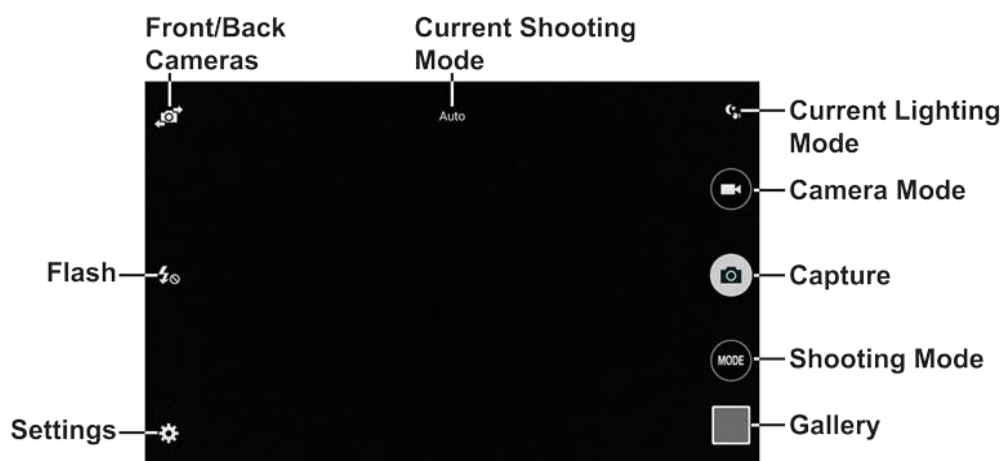 Front/Back
Cameras
Current Shooting
Mode
Auto
Current Lighting
Mode
Camera Mode
Flash
Capture
MODE
Shooting Mode
Settings
Gallery